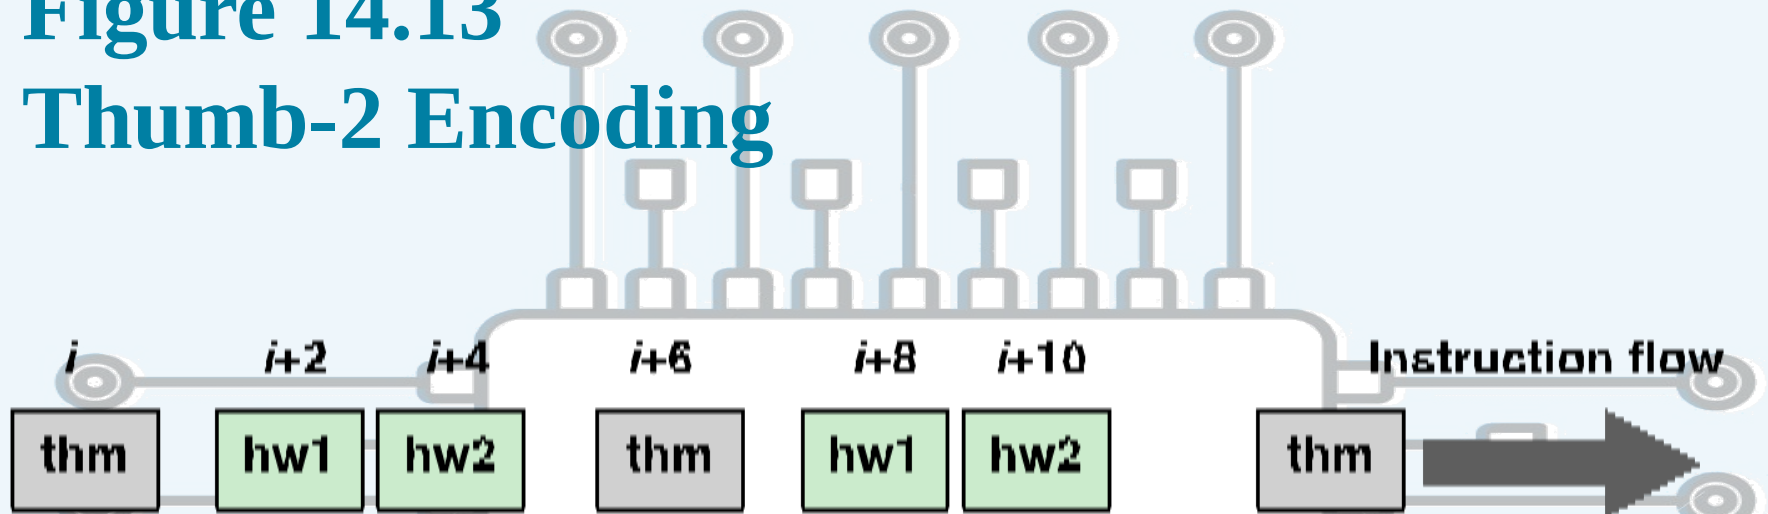 Figure 14.13
Thumb-2 Encoding
i i+2 i+4 i+6 i+8 i+10 Instruction flow
thm hw1 hw2 thm hw1 hw2 thm